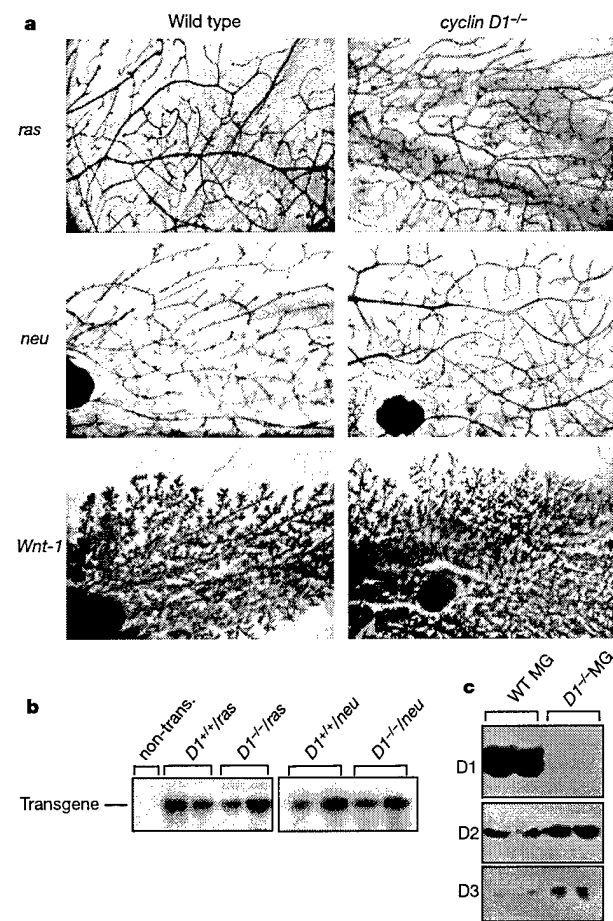 a
Wild type cyclin D1–/–
ras
neu
Wnt-1
b
non-trans.
D1+/+/ras
D1–/–/ras
D1+/+/neu
D1–/–/neu
Transgene
c
WT MG
D1–/–MG
D1
D2
D3